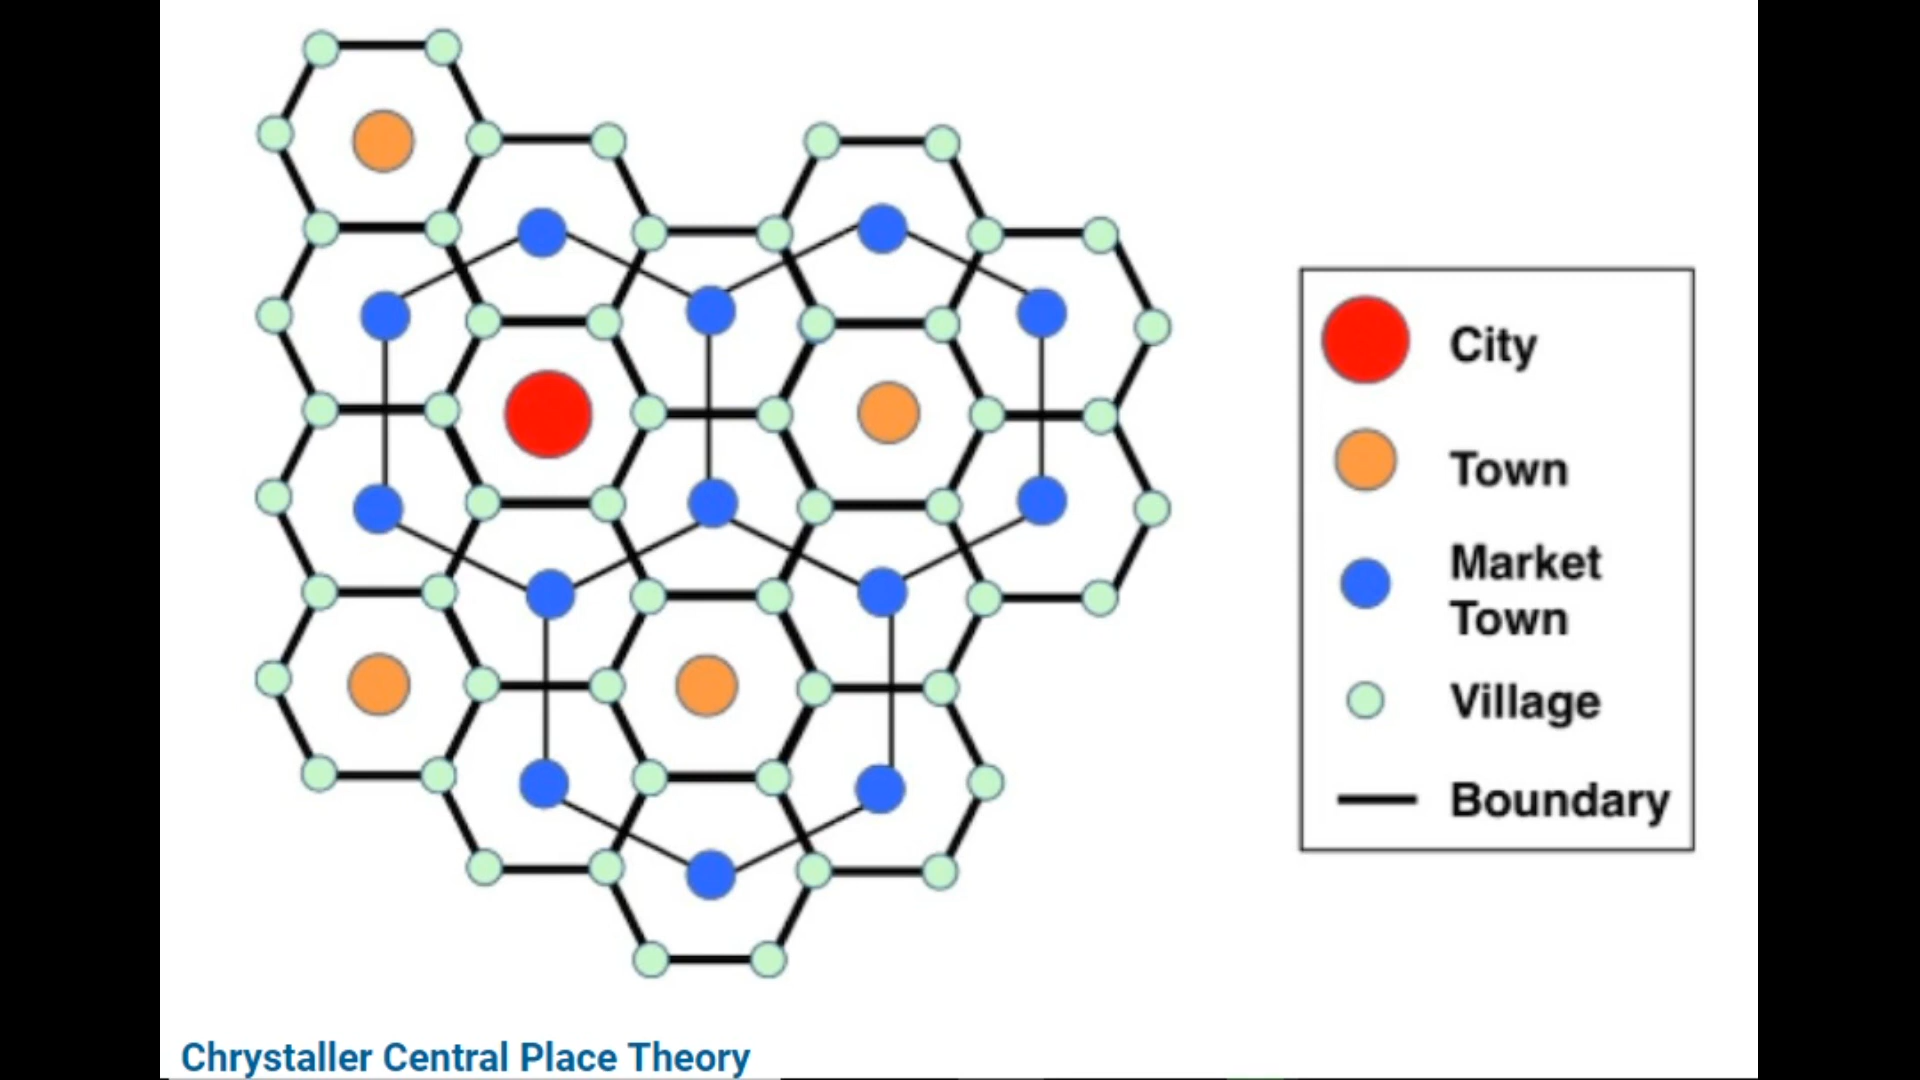 City
Town
Market
Town
Village
Boundary
Chrystaller Central Place Theory